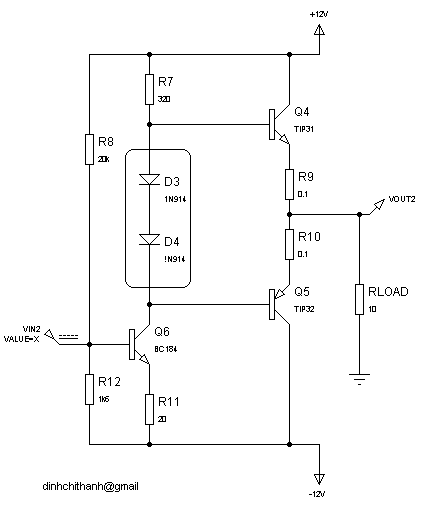 +12V
R7
320
Q4
TIP31
R8
20k
D3
1N914
R9
0.1
VOUT2
D4
!N914
R10
0.1
Q5
TIP32
RLOAD
10
VIN2
VALUE=X
Q6
BC184
R12
1k5
R11
20
-12V
dinhchithanh@gmail